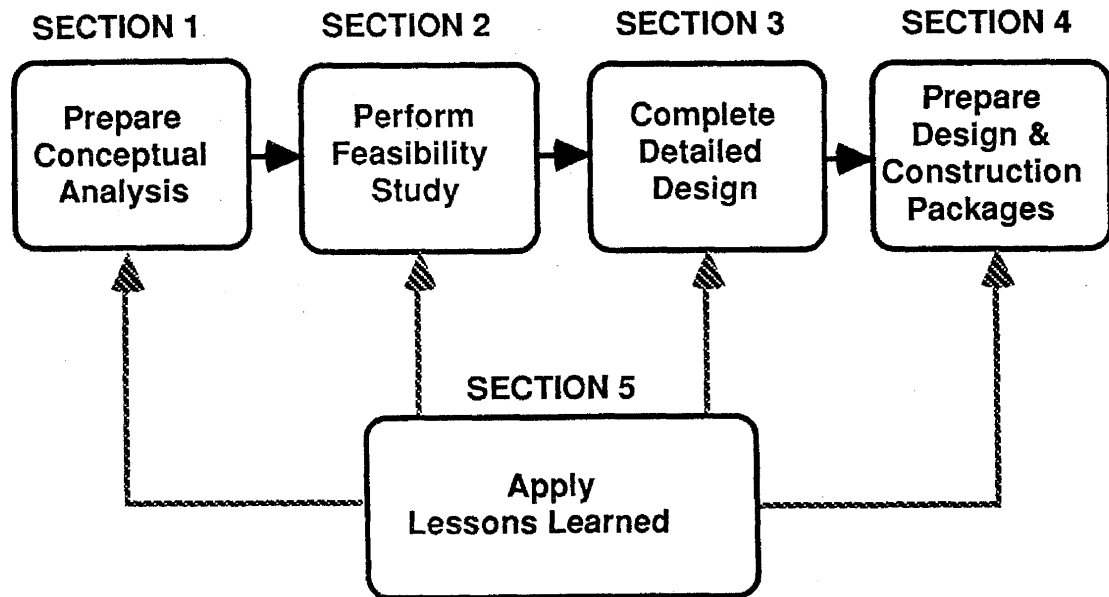 SECTION 1
SECTION 2
SECTION 3
SECTION 4
Prepare
Conceptual
Analysis
Perform
Feasibility
Study
Complete
Detailed
Design
Prepare
Design &
Construction
Packages
SECTION 5
Apply
Lessons Learned